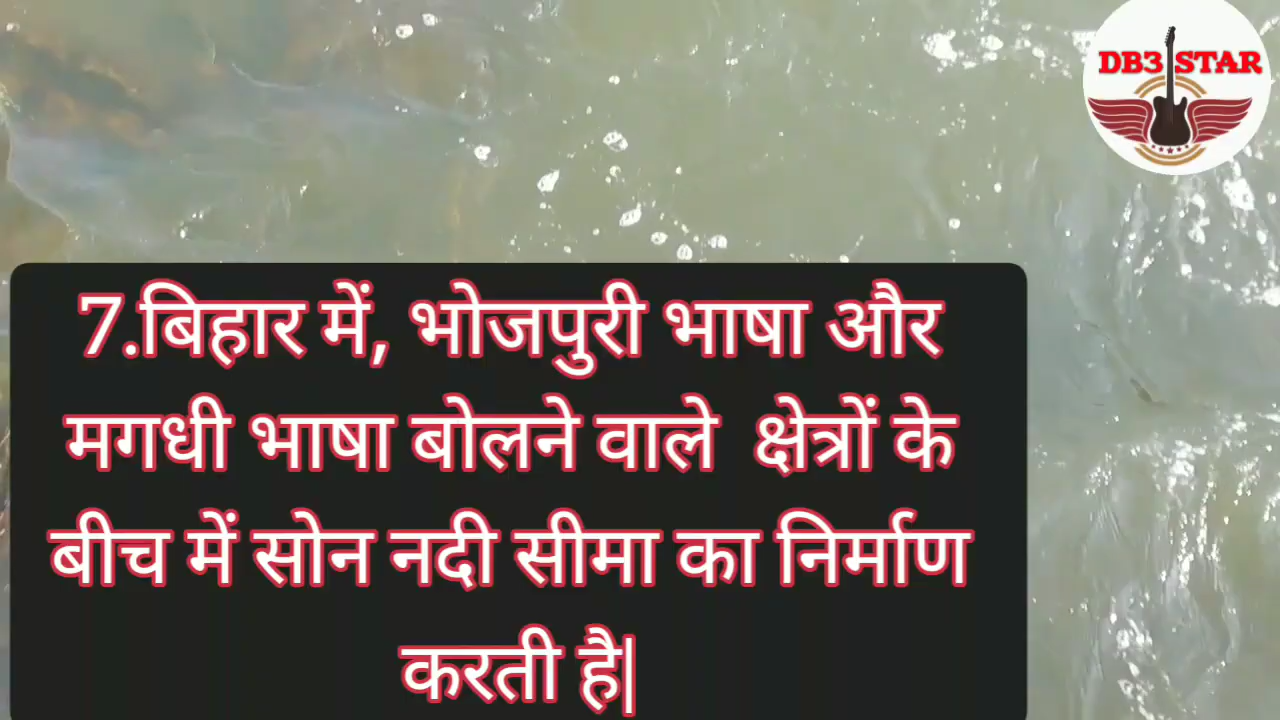 DB3 STAR
7.बिहार में, भोजपुरी भाषा और
मगधी भाषा बोलने वाले क्षेत्रों के
बीच में सोन नदी सीमा का निर्माण
करती है|